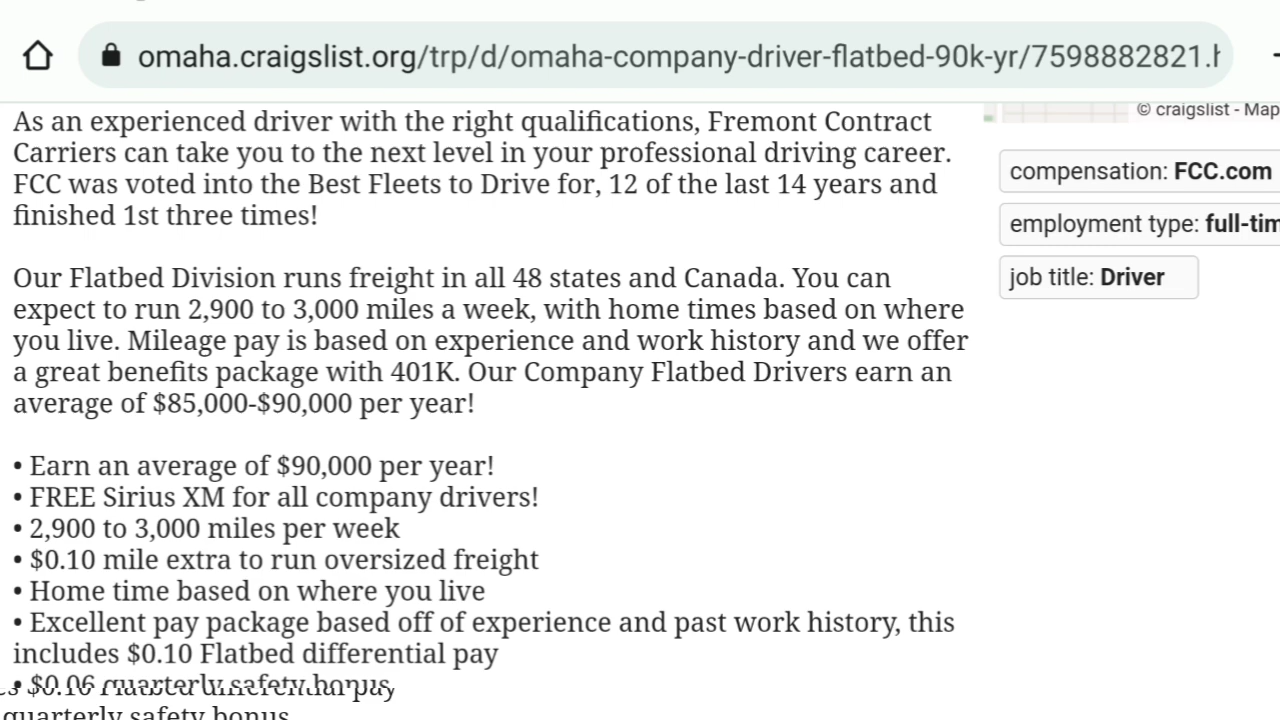 omaha.craigslist.org/trp/d/omaha-company-driver-flatbed-90k-yr/7598882821.h
As an experienced driver with the right qualifications, Fremont Contract
Carriers can take you to the next level in your professional driving career.
FCC was voted into the Best Fleets to Drive for, 12 of the last 14 years and
finished 1st three times!
Our Flatbed Division runs freight in all 48 states and Canada. You can
expect to run 2,900 to 3,000 miles a week, with home times based on where
you live. Mileage pay is based on experience and work history and we offer
a great benefits package with 401K. Our Company Flatbed Drivers earn an
average of $85,000-$90,000 per year!
• Earn an average of $90,000 per year!
• FREE Sirius XM for all company drivers!
• 2,900 to 3,000 miles per week
• $0.10 mile extra to run oversized freight
• Home time based on where you live
• Excellent pay package based off of experience and past work history, this
includes $0.10 Flatbed differential pay
• $0.06 quarterly safety bonus
quarterly safety bonus
© craigslist - Map
compensation: FCC.com
employment type: full-tim
job title: Driver